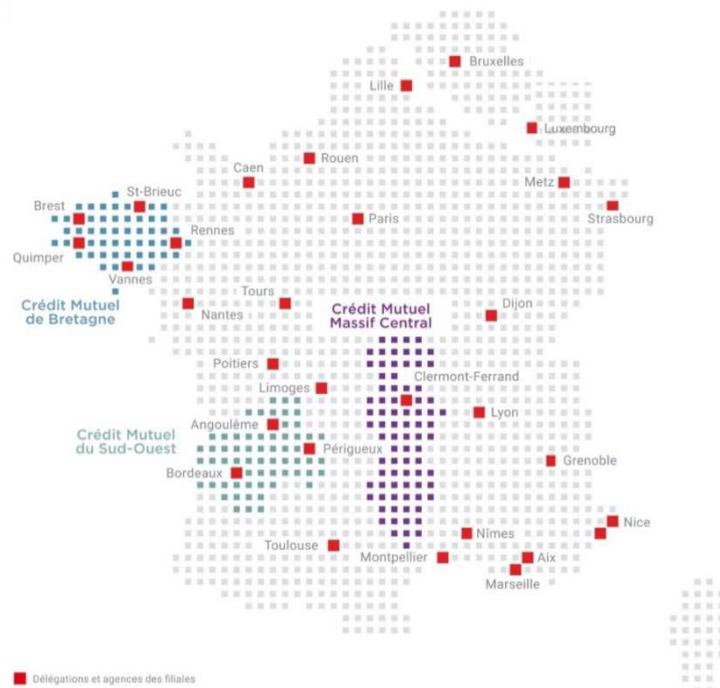 Bruxelles
Lille
Luxembourg
Rouen
Caen
Metz
St-Brieuc
Brest
Paris
Strasbourg
Rennes
Quimper
Vannes
Crédit Mutuel
de Bretagne
Tours
Nantes
Crédit Mutuel
Massif Central
Dijon
Poitiers
Clermont-Ferrand
Limoges
Lyon
Angoulême
Crédit Mutuel
du Sud-Ouest
Périgueux
Bordeaux
Grenoble
Nice
Nîmes
Toulouse
Montpellier
Aix
Marseille
Délégations et agences des filiales